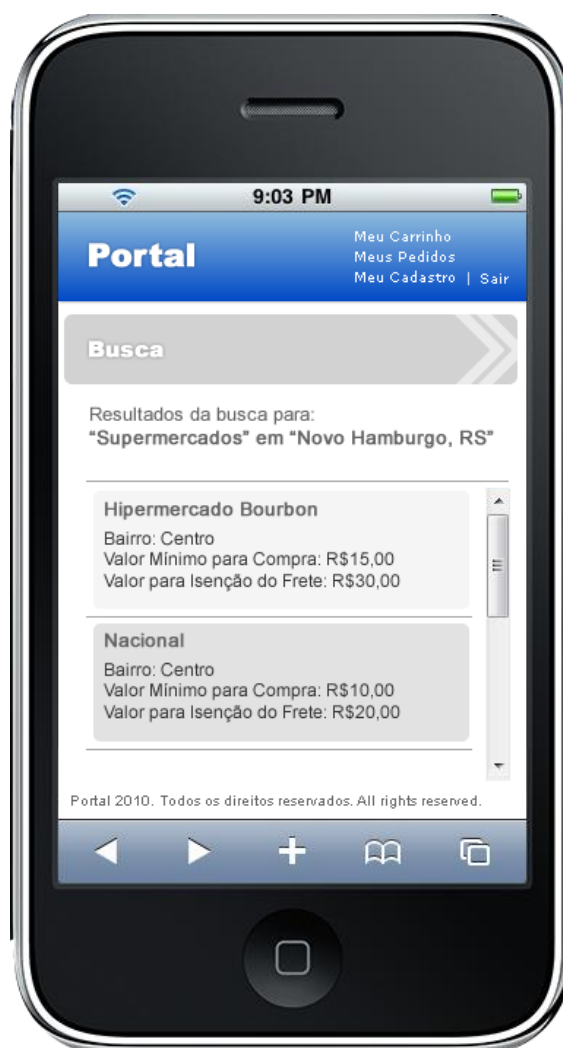 9:03 PM
Portal
Meu Carrinho
Meus Pedidos
Meu Cadastro | Sair
Busca
Resultados da busca para:
“Supermercados” em “Novo Hamburgo, RS”
Hipermercado Bourbon
Bairro: Centro
Valor Mínimo para Compra: R$15,00
Valor para Isenção do Frete: R$30,00
Nacional
Bairro: Centro
Valor Mínimo para Compra: R$10,00
Valor para Isenção do Frete: R$20,00
Portal 2010. Todos os direitos reservados. All rights reserved.